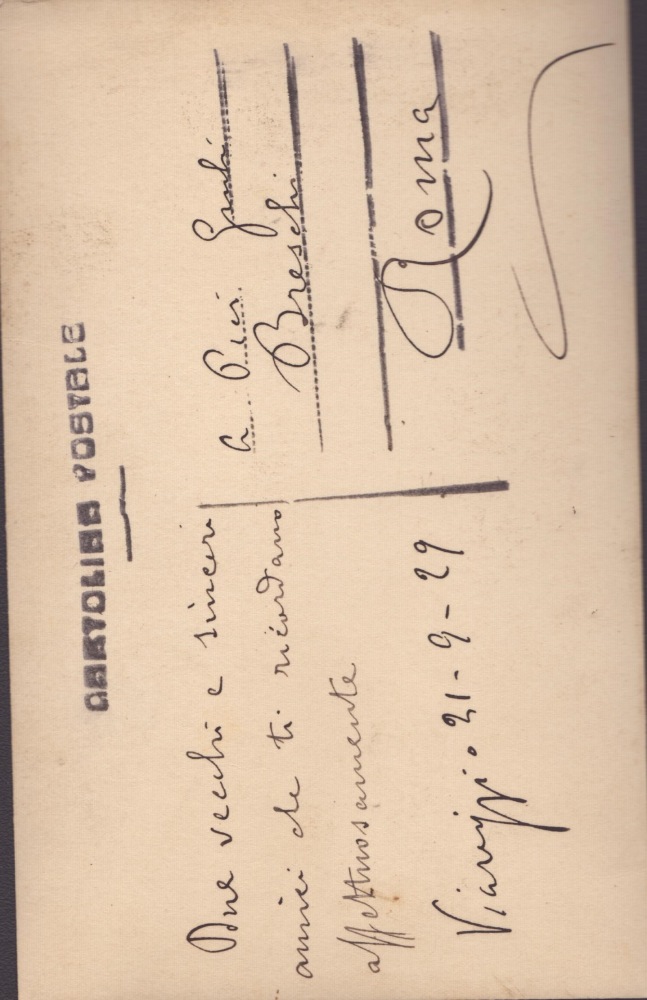 CARTOLINA POSTALE
Due vecchi e sinceri
amici che ti ricordano
affettuosamente
Viareggio. 21-9-29
a
Breschi
Roma